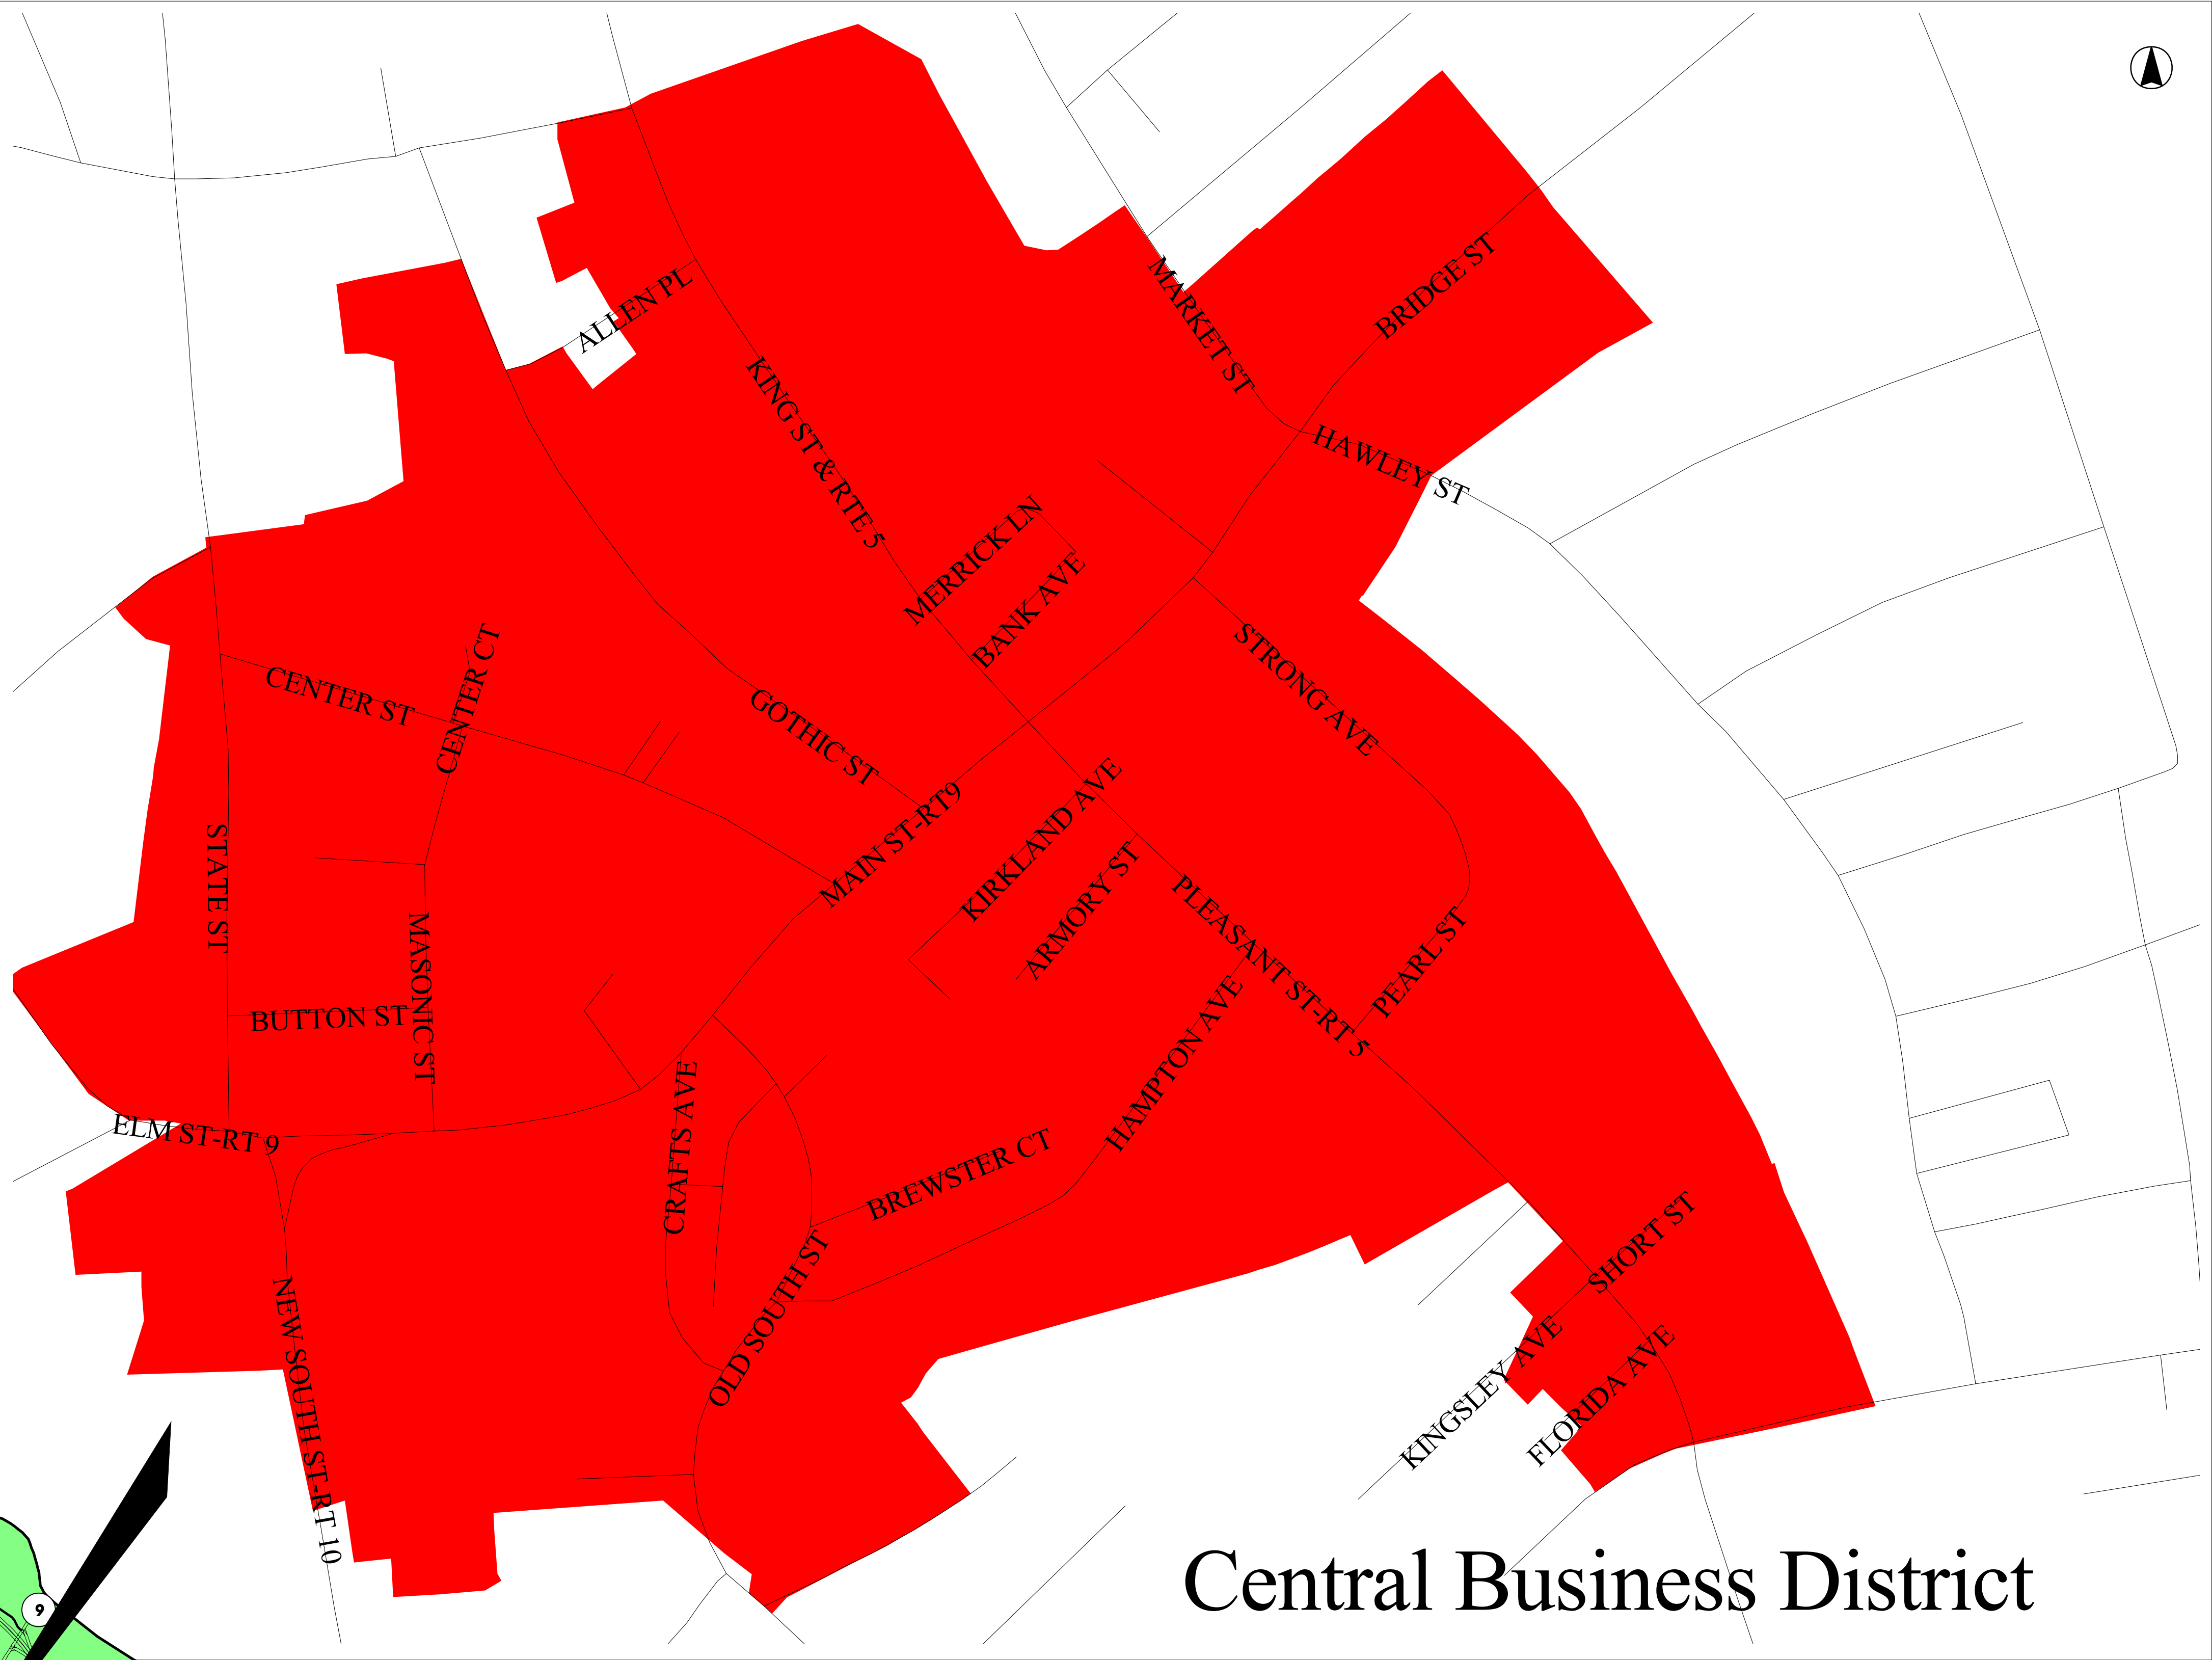 ALLEN PL
MARKET ST
BRIDGE ST
KING ST & RTE 5
HAWLEY ST
MERRICK LN
BANK AVE
STRONG AVE
CENTER ST
CENTER CT
GOTHIC ST
MAIN ST-RT9
KIRKLAND AVE
ARMORY ST
STATE ST
MASONIC ST
PLEASANT ST-RT 5
PEARL ST
BUTTON ST
HAMPTON AVE
ELM ST-RT 9
CRAFTS AVE
BREWSTER CT
SHORT ST
NEW SOUTH ST-RT 10
OLD SOUTH ST
KINGSLEY AVE
FLORIDA AVE
Central Business District
9